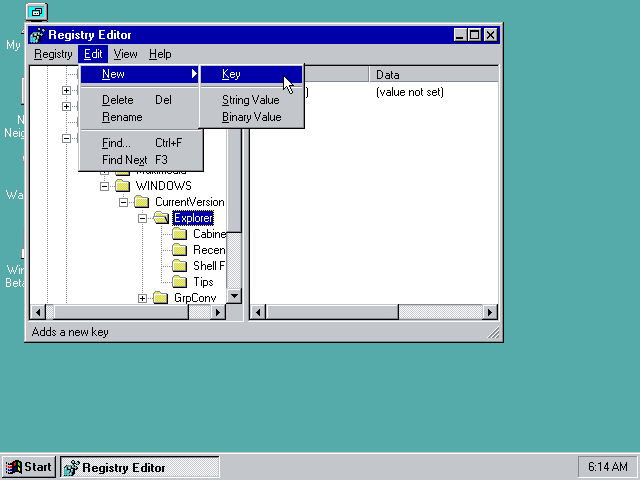 Registry Editor
Registry Edit View Help
New
Delete Del
Rename
Find... Ctrl+F
Find Next F3
Key
String Value
Binary Value
Data
(value not set)
WINDOWS
CurrentVersion
Explorer
Cabine
Recen
Shell F
Tips
GrpConv
Adds a new key
My
Nei
Wa
Win
Beta
Start
Registry Editor
6:14 AM